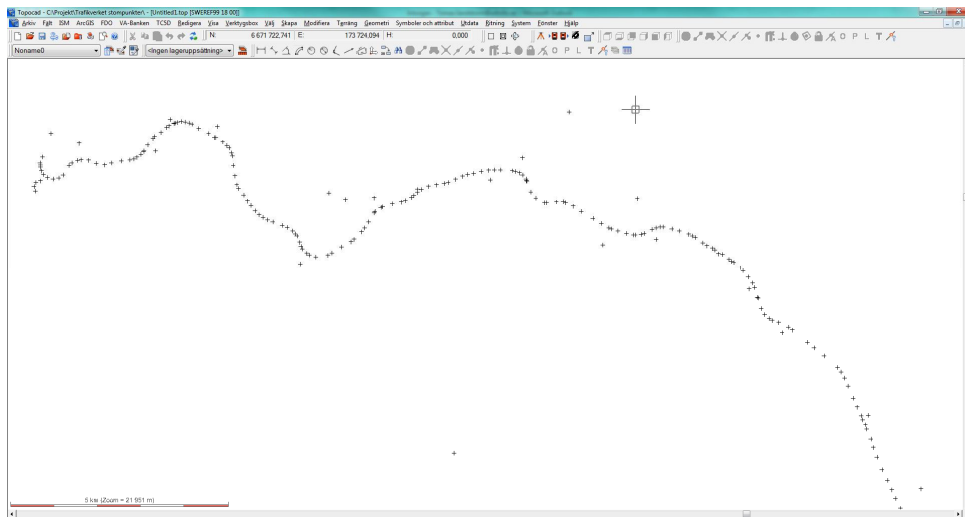 Topocad - C:\Projekt\Trafikverket stompunkter\ - [Untitled1.top [SWEREF99 18 00]]
Arkiv Fält ISM ArcGIS FDO VA-Banken TCSD Redigera Visa Verktygsbox Välj Skapa Modifiera Terräng Geometri Symboler och attribut Utdata Ritning System Fönster Hjälp
N: 6 671 722,741 E: 173 724,094 H: 0,000
O P L T
Noname0 <Ingen lageruppsättning>
O P L T
5 km (Zoom = 21 951 m)